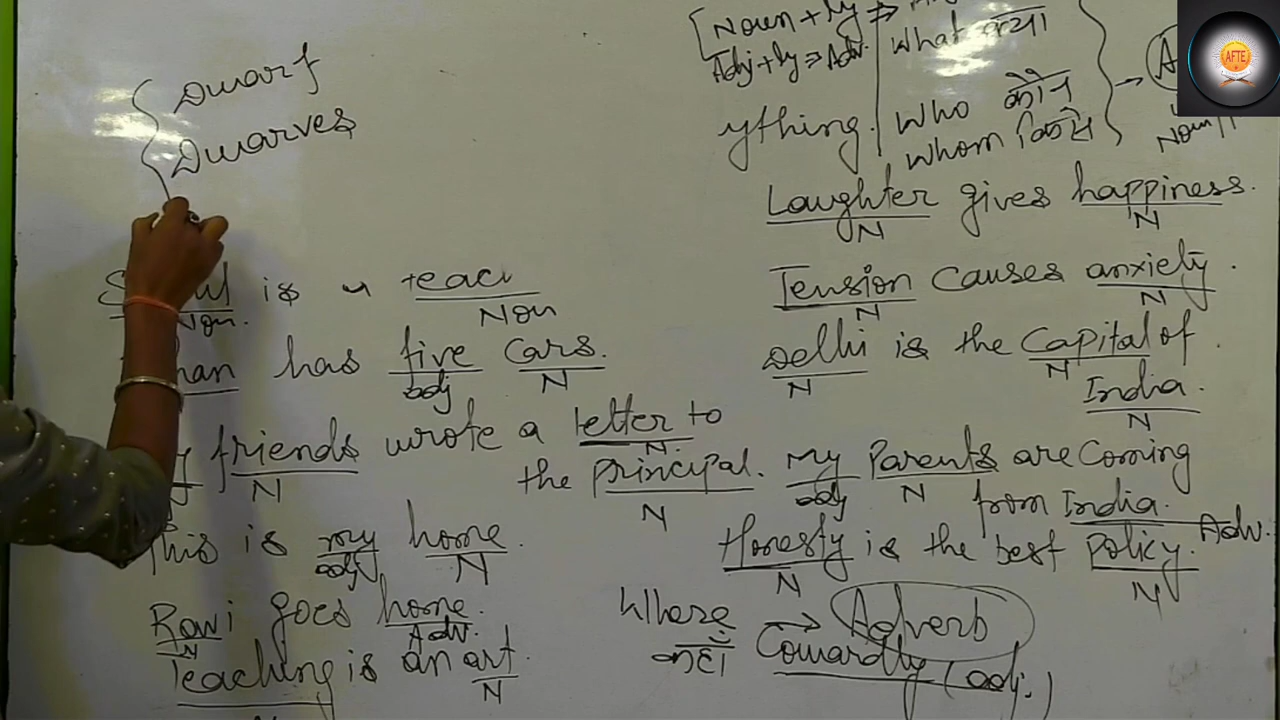 Dwarf
Dwarves
is a
Noun
Noun.
has five cars.
adj N
friends wrote a letter to
N N.
the principal.
N
This is my home.
adj N
Rawi goes home.
N Adv.
Teaching is an art.
N
Noun + ly ⇒
Adj + ly ⇒ Adv.
What क्या
ything.
Who कौन
Whom किसे
Noun
AFTE
Laughter gives happiness.
N N
Tension causes anxiety.
N N
Delhi is the Capital of
N N
India.
N
My Parents are Coming
adj N
from India.
Adv.
Honesty is the best policy.
N N
Where → Adverb
कहाँ
Cowardly (adj.)